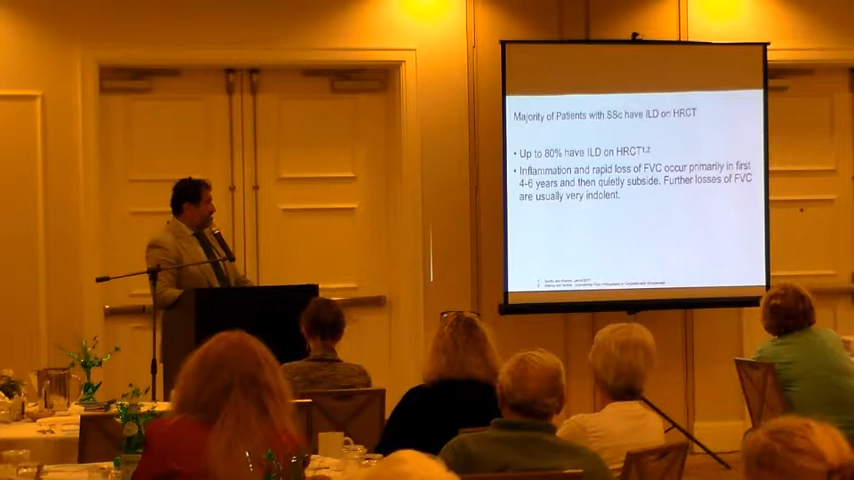 Majority of Patients with SSc have ILD on HRCT
• Up to 80% have ILD on HRCT1,2
• Inflammation and rapid loss of FVC occur primarily in first
4-6 years and then quietly subside. Further losses of FVC
are usually very indolent.